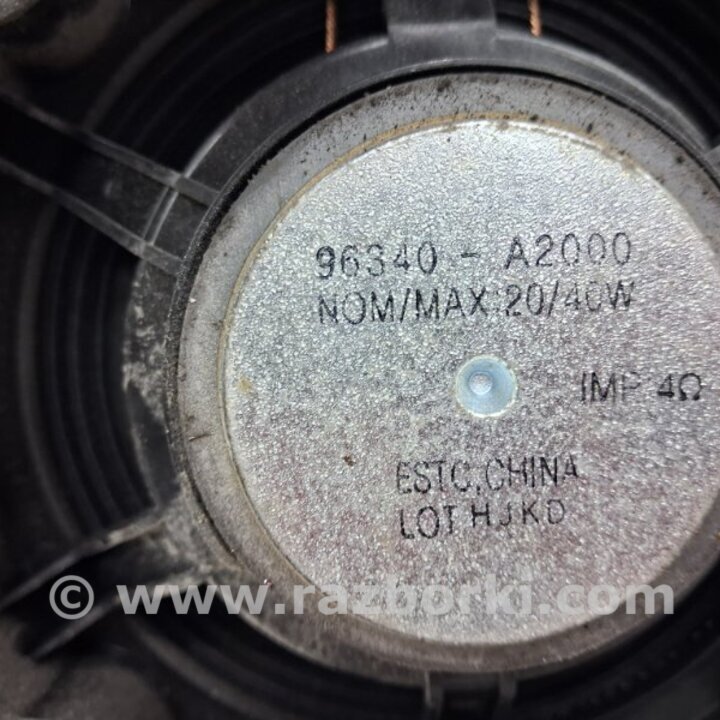 96340 - A2000
NOM/MAX:20/40W
IMP 4Ω
ESTC,CHINA
LOT HJKD
© www.razborki.com